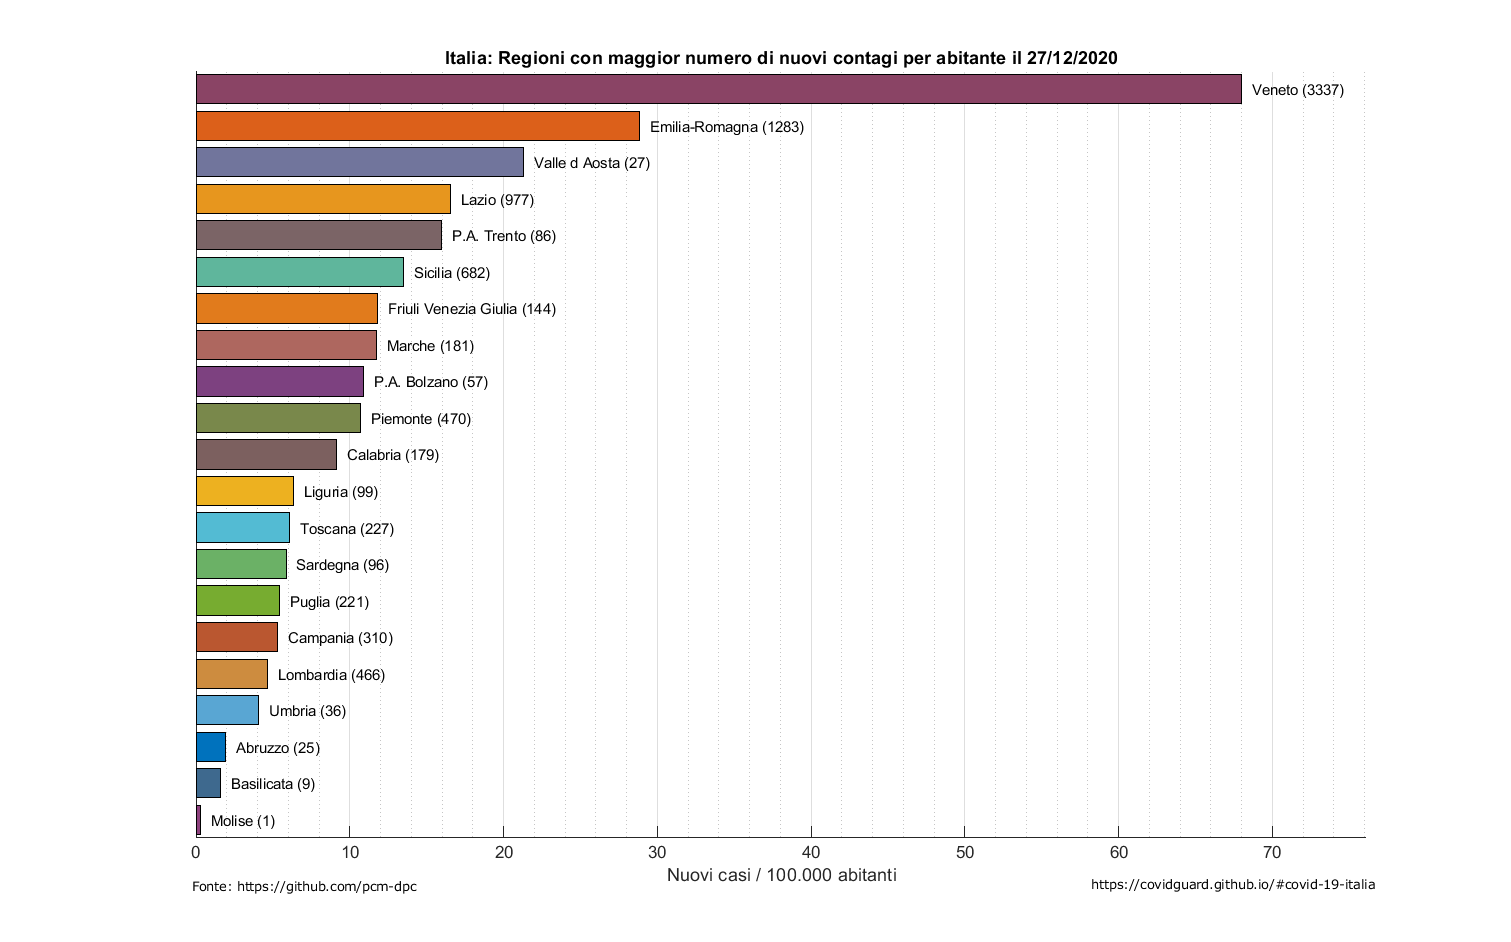 Italia: Regioni con maggior numero di nuovi contagi per abitante il 27/12/2020
Veneto (3337)
Emilia-Romagna (1283)
Valle d Aosta (27)
Lazio (977)
P.A. Trento (86)
Sicilia (682)
Friuli Venezia Giulia (144)
Marche (181)
P.A. Bolzano (57)
Piemonte (470)
Calabria (179)
Liguria (99)
Toscana (227)
Sardegna (96)
Puglia (221)
Campania (310)
Lombardia (466)
Umbria (36)
Abruzzo (25)
Basilicata (9)
Molise (1)
0 10 20 30 40 50 60 70
Nuovi casi / 100.000 abitanti
Fonte: https://github.com/pcm-dpc
https://covidguard.github.io/#covid-19-italia